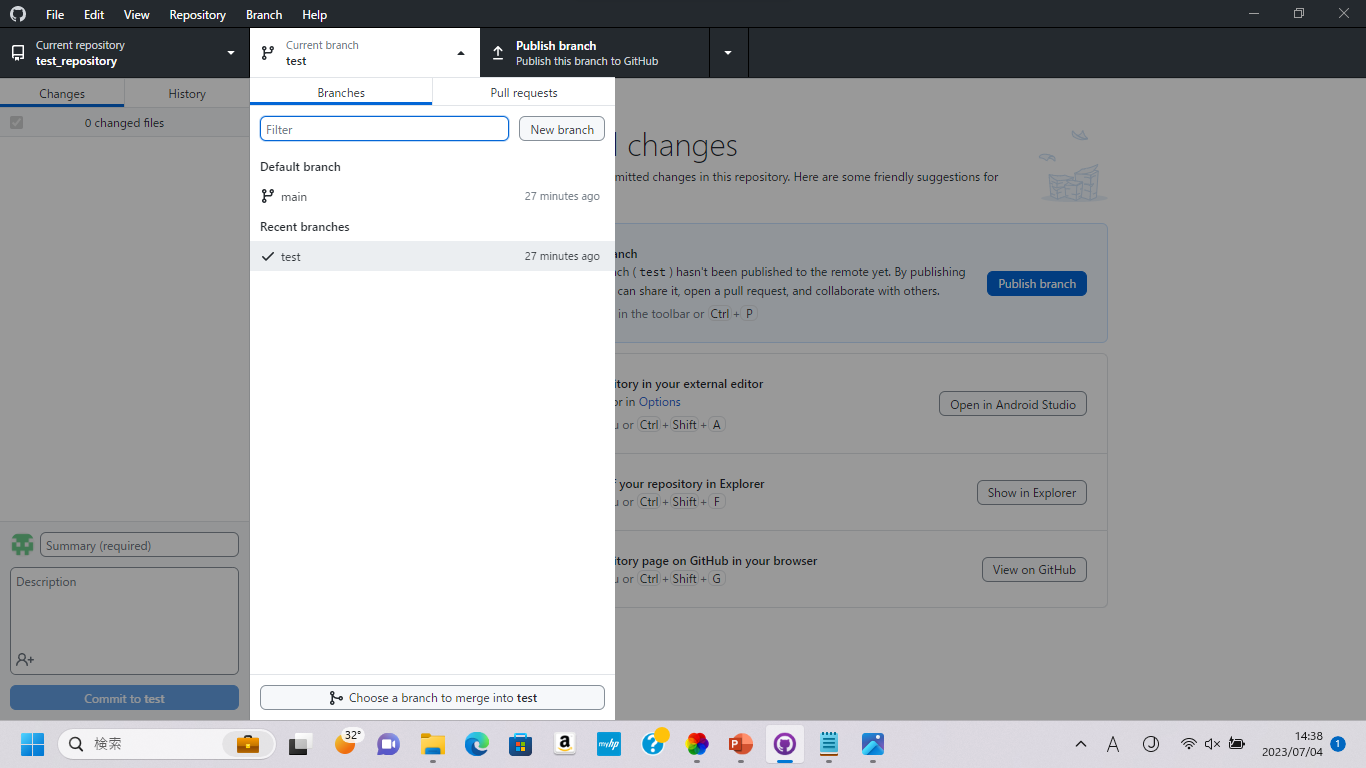 File Edit View Repository Branch Help
Current repository
test_repository
Current branch
test
Publish branch
Publish this branch to GitHub
Changes
History
0 changed files
Branches
Pull requests
Filter
New branch
Default branch
main
27 minutes ago
Recent branches
test
27 minutes ago
Choose a branch to merge into test
Summary (required)
Description
Commit to test
changes
mitted changes in this repository. Here are some friendly suggestions for
nch
ch ( test ) hasn't been published to the remote yet. By publishing
can share it, open a pull request, and collaborate with others.
in the toolbar or Ctrl + P
Publish branch
itory in your external editor
or in Options
u or Ctrl + Shift + A
Open in Android Studio
f your repository in Explorer
u or Ctrl + Shift + F
Show in Explorer
itory page on GitHub in your browser
u or Ctrl + Shift + G
View on GitHub
検索
32°
a
myhp
?
P
A
J
14:38
2023/07/04
1